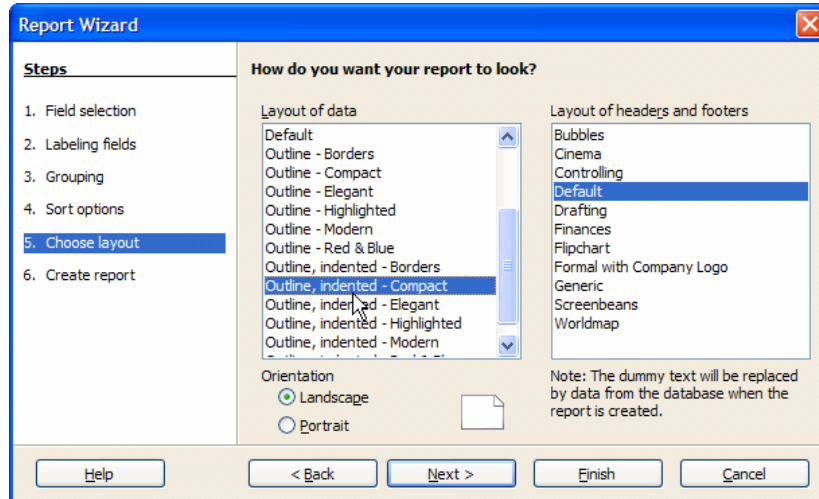 Report Wizard
Steps
1. Field selection
2. Labeling fields
3. Grouping
4. Sort options
5. Choose layout
6. Create report
How do you want your report to look?
Layout of data
Default
Outline - Borders
Outline - Compact
Outline - Elegant
Outline - Highlighted
Outline - Modern
Outline - Red & Blue
Outline, indented - Borders
Outline, indented - Compact
Outline, indented - Elegant
Outline, indented - Highlighted
Outline, indented - Modern
Layout of headers and footers
Bubbles
Cinema
Controlling
Default
Drafting
Finances
Flipchart
Formal with Company Logo
Generic
Screenbeans
Worldmap
Orientation
Landscape
Portrait
Note: The dummy text will be replaced
by data from the database when the
report is created.
Help
< Back
Next >
Finish
Cancel